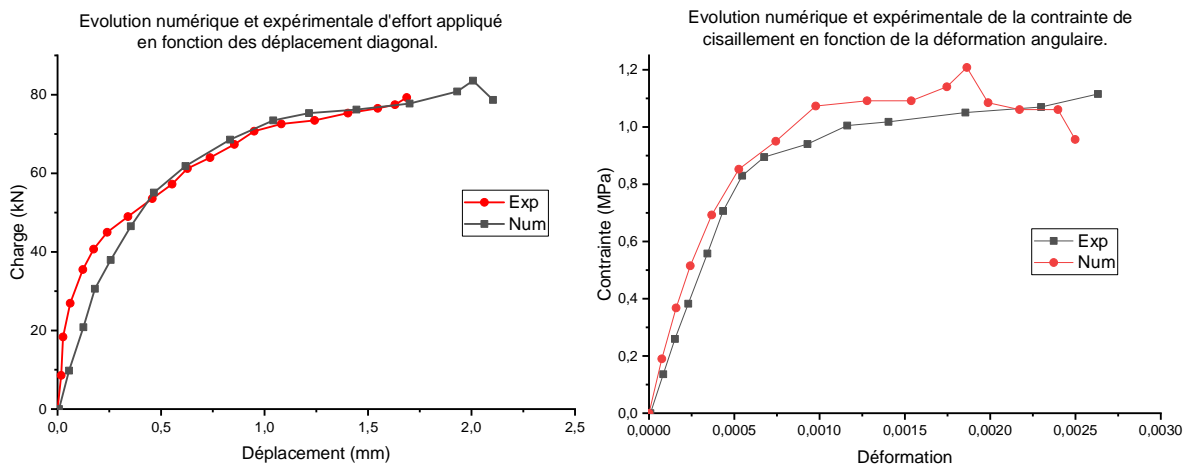 Evolution numérique et expérimentale d'effort appliqué
en fonction des déplacement diagonal.
80
60
40
20
0
Charge (kN)
Exp
Num
0,0
0,5
1,0
1,5
2,0
2,5
Déplacement (mm)
Evolution numérique et expérimentale de la contrainte de
cisaillement en fonction de la déformation angulaire.
1,2
1,0
0,8
0,6
0,4
0,2
0,0
Contrainte (MPa)
Exp
Num
0,0000
0,0005
0,0010
0,0015
0,0020
0,0025
0,0030
Déformation